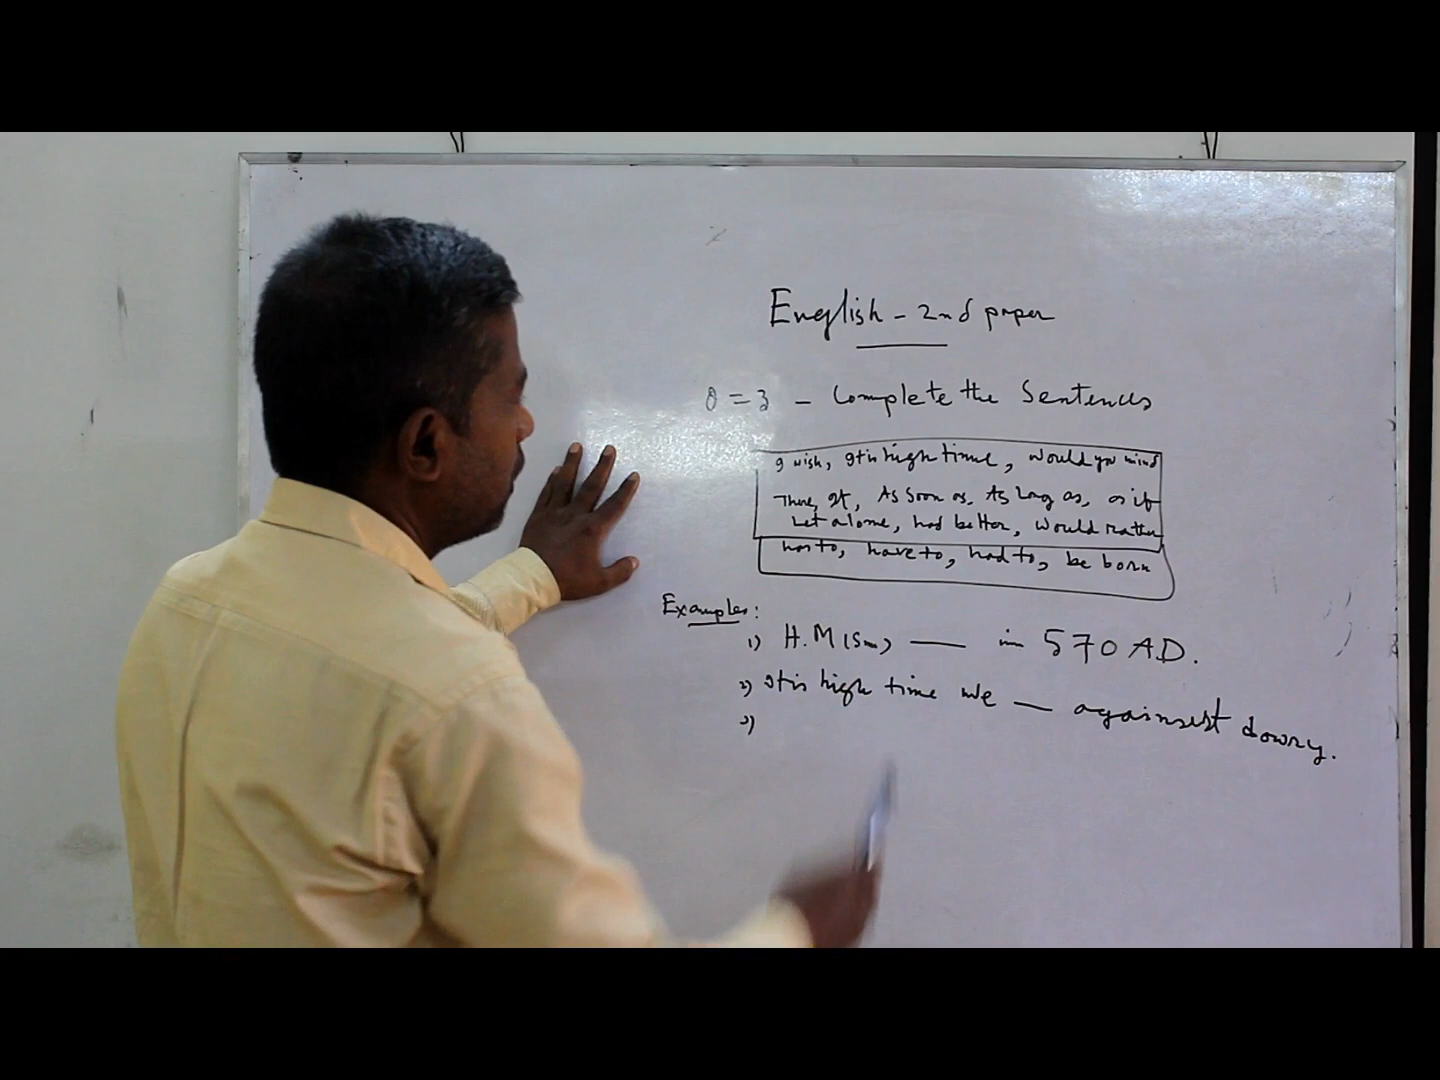 English - 2nd paper
Q = 3 - Complete the Sentences
I wish, It is high time, Would you mind
There, It, As soon as, As long as, as if
Let alone, had better, would rather
has to, have to, had to, be born
Examples:
1) H.M (Sm) — in 570 AD.
2) It is high time we — against dowry.
3)